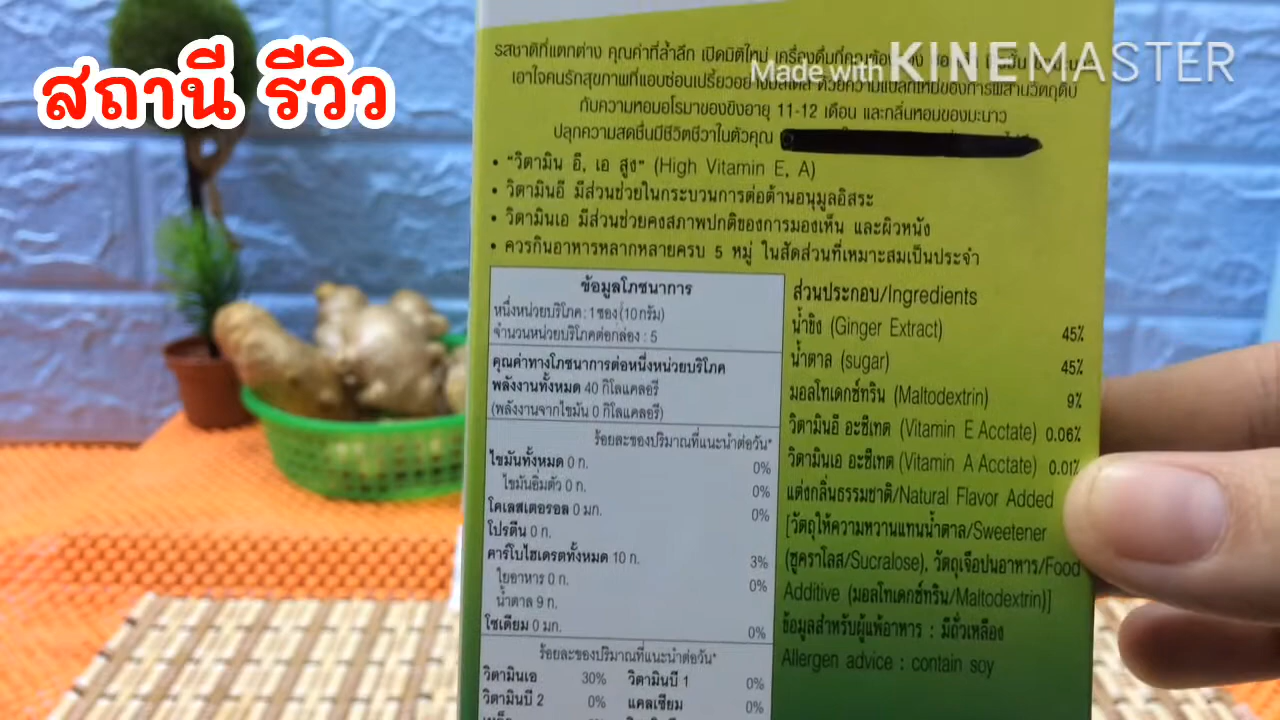 สถานี รีวิว
Made with KINEMASTER
รสชาติที่แตกต่าง คุณค่าที่ล้ำลึก เปิดมิติใหม่
เอาใจคนรักสุขภาพที่แอบซ่อนเปรี้ยวอย่างมีสไตล์ ด้วยความแปลกใหม่ของการผสานวัตถุดิบ
กับความหอมอโรมาของขิงอายุ 11-12 เดือน และกลิ่นหอมของมะนาว
ปลุกความสดชื่นมีชีวิตชีวาในตัวคุณ
• "วิตามิน อี, เอ สูง" (High Vitamin E, A)
• วิตามินอี มีส่วนช่วยในกระบวนการต่อต้านอนุมูลอิสระ
• วิตามินเอ มีส่วนช่วยคงสภาพปกติของการมองเห็น และผิวหนัง
• ควรกินอาหารหลากหลายครบ 5 หมู่ ในสัดส่วนที่เหมาะสมเป็นประจำ
ข้อมูลโภชนาการ
หนึ่งหน่วยบริโภค : 1 ซอง (10 กรัม)
จำนวนหน่วยบริโภคต่อกล่อง : 5
คุณค่าทางโภชนาการต่อหนึ่งหน่วยบริโภค
พลังงานทั้งหมด 40 กิโลแคลอรี
(พลังงานจากไขมัน 0 กิโลแคลอรี)
ร้อยละของปริมาณที่แนะนำต่อวัน*
ไขมันทั้งหมด 0 ก. 0%
ไขมันอิ่มตัว 0 ก. 0%
โคเลสเตอรอล 0 มก. 0%
โปรตีน 0 ก.
คาร์โบไฮเดรตทั้งหมด 10 ก. 3%
ใยอาหาร 0 ก. 0%
น้ำตาล 9 ก.
โซเดียม 0 มก. 0%
ร้อยละของปริมาณที่แนะนำต่อวัน*
วิตามินเอ 30% วิตามินบี 1 0%
วิตามินบี 2 0% แคลเซียม 0%
ส่วนประกอบ/Ingredients
น้ำขิง (Ginger Extract) 45%
น้ำตาล (sugar) 45%
มอลโทเดกซ์ทริน (Maltodextrin) 9%
วิตามินอี อะซีเทต (Vitamin E Acctate) 0.06%
วิตามินเอ อะซีเทต (Vitamin A Acctate) 0.01%
แต่งกลิ่นธรรมชาติ/Natural Flavor Added
[วัตถุให้ความหวานแทนน้ำตาล/Sweetener
(ซูคราโลส/Sucralose), วัตถุเจือปนอาหาร/Food
Additive (มอลโทเดกซ์ทริน/Maltodextrin)]
ข้อมูลสำหรับผู้แพ้อาหาร : มีถั่วเหลือง
Allergen advice : contain soy